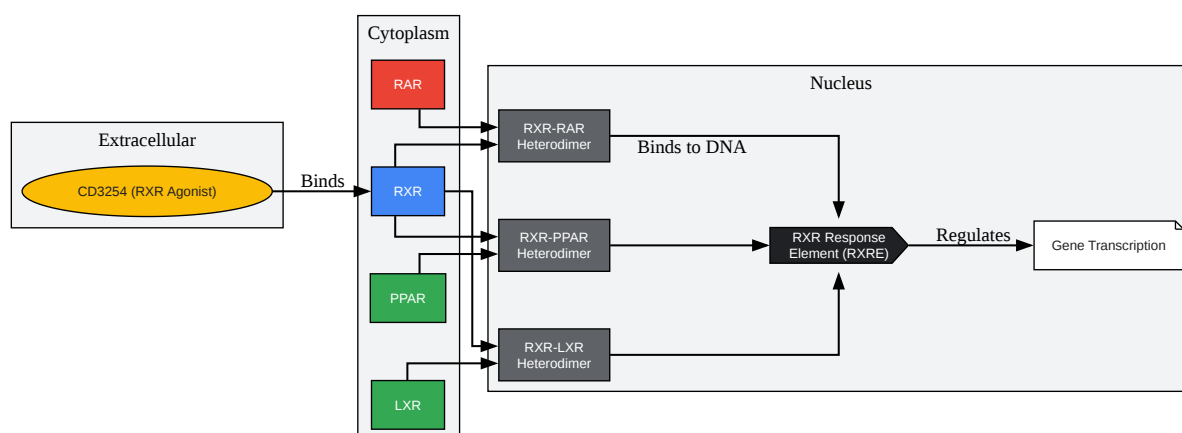 Cytoplasm
RAR
Nucleus
RXR-RAR
Heterodimer
Extracellular
Binds to DNA
CD3254 (RXR Agonist)
Binds
RXR
RXR-PPAR
Heterodimer
RXR Response
Element (RXRE)
Regulates
Gene Transcription
PPAR
RXR-LXR
Heterodimer
LXR